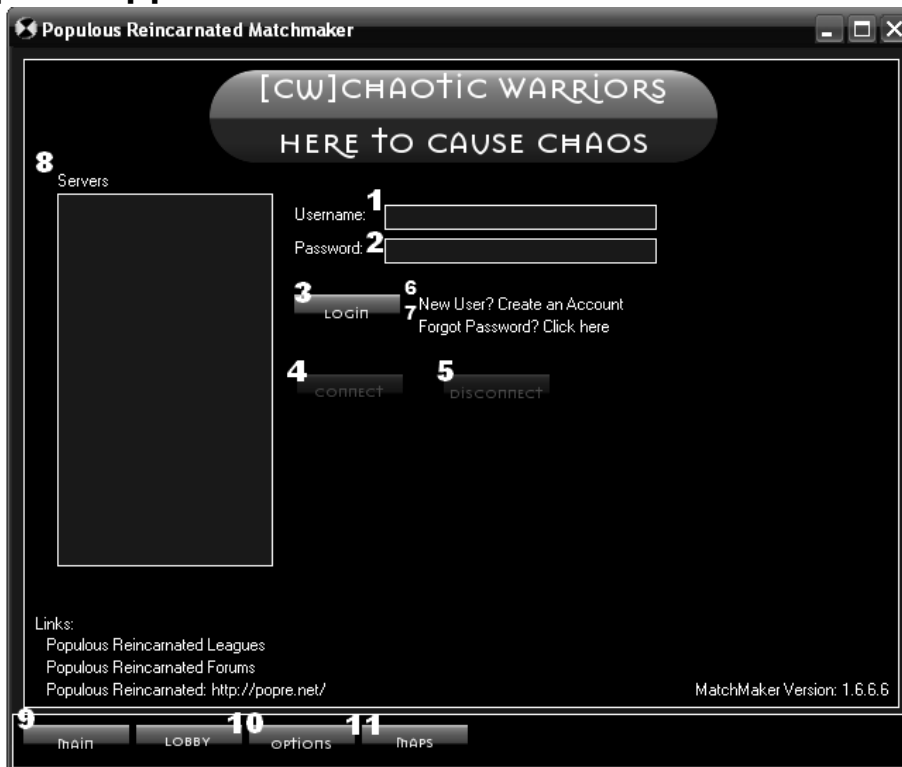 Populous Reincarnated Matchmaker
[CW]CHAOTIC WARRIORS
HERE TO CAUSE CHAOS
8
Servers
Username: 1
Password: 2
3 LOGIN
6 New User? Create an Account
7 Forgot Password? Click here
4 CONNECT
5 DISCONNECT
Links:
Populous Reincarnated Leagues
Populous Reincarnated Forums
Populous Reincarnated: http://popre.net/
MatchMaker Version: 1.6.6.6
9 MAIN
LOBBY
10 OPTIONS
11 MAPS